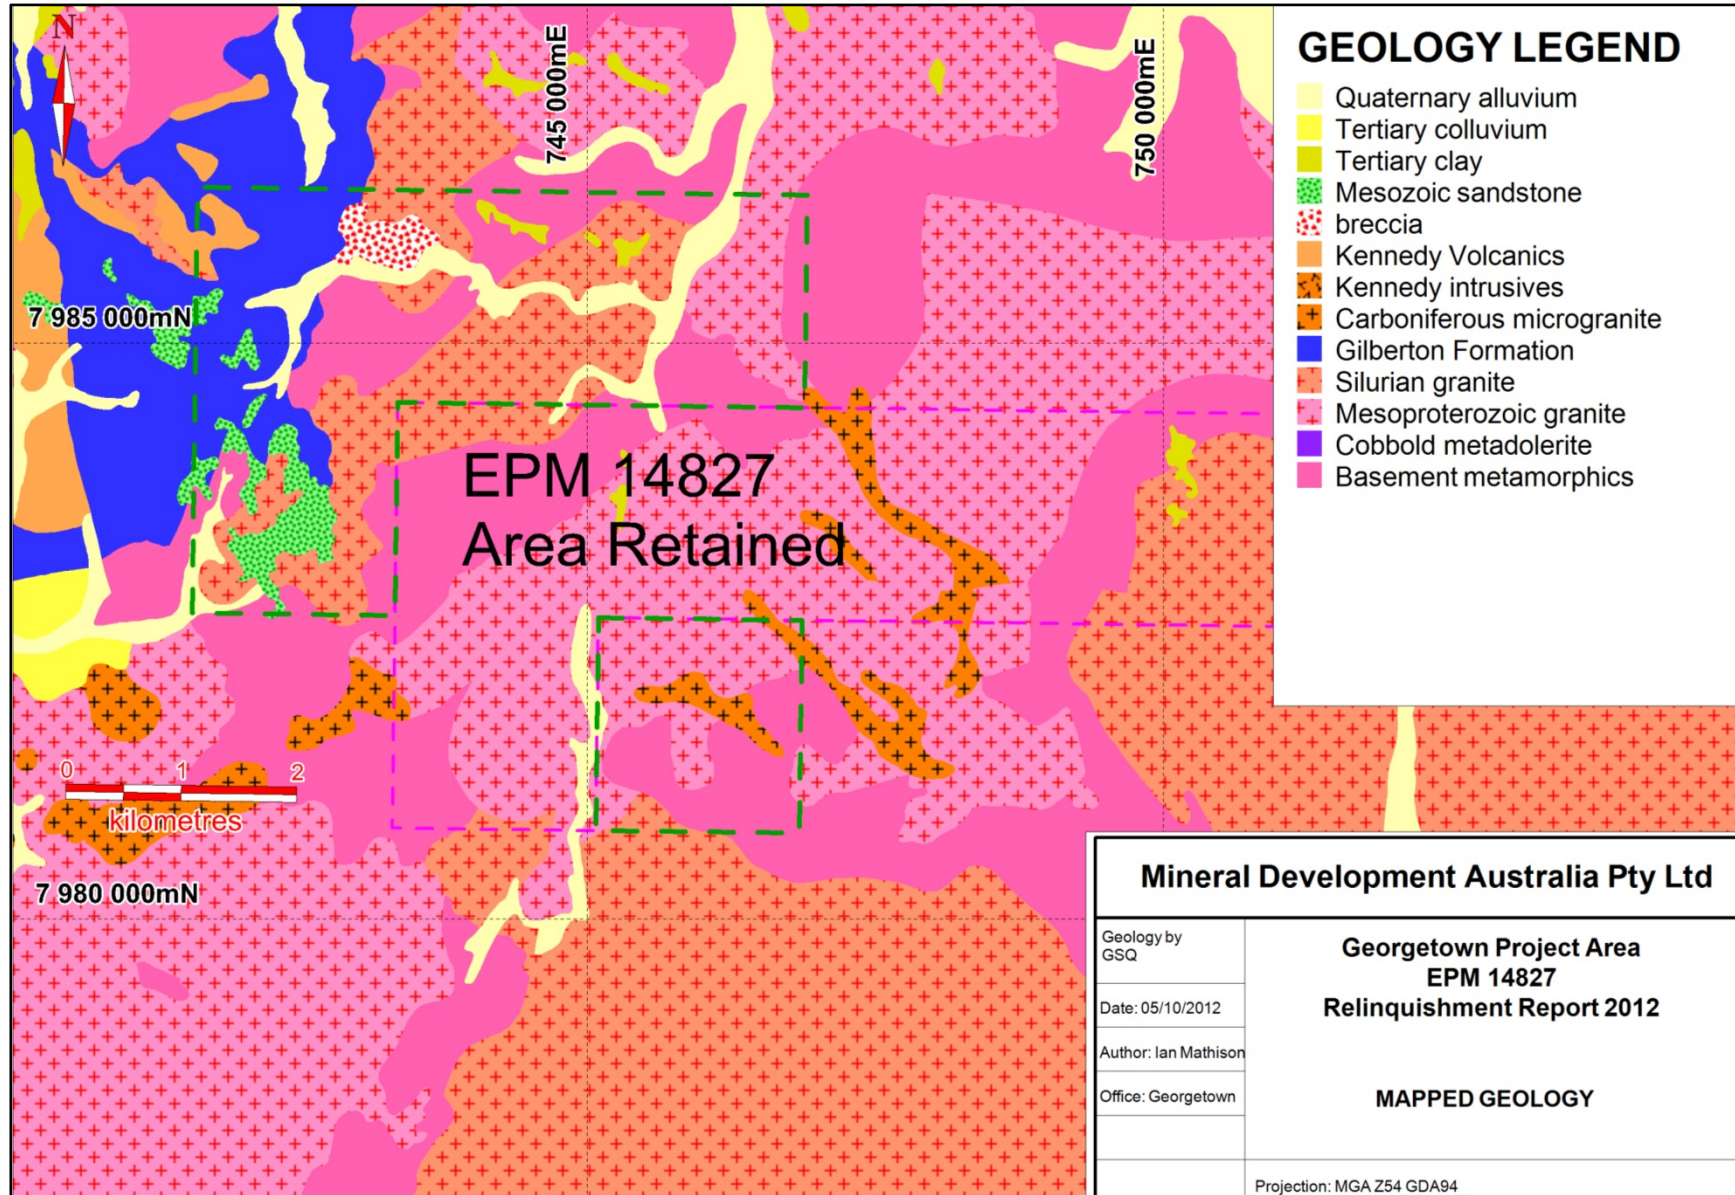 N
745 000mE
750 000mE
7 985 000mN
7 980 000mN
EPM 14827
Area Retained
0 1 2
kilometres
GEOLOGY LEGEND
Quaternary alluvium
Tertiary colluvium
Tertiary clay
Mesozoic sandstone
breccia
Kennedy Volcanics
Kennedy intrusives
Carboniferous microgranite
Gilberton Formation
Silurian granite
Mesoproterozoic granite
Cobbold metadolerite
Basement metamorphics
Mineral Development Australia Pty Ltd
Geology by
GSQ
Date: 05/10/2012
Author: Ian Mathison
Office: Georgetown
Georgetown Project Area
EPM 14827
Relinquishment Report 2012
MAPPED GEOLOGY
Projection: MGA Z54 GDA94